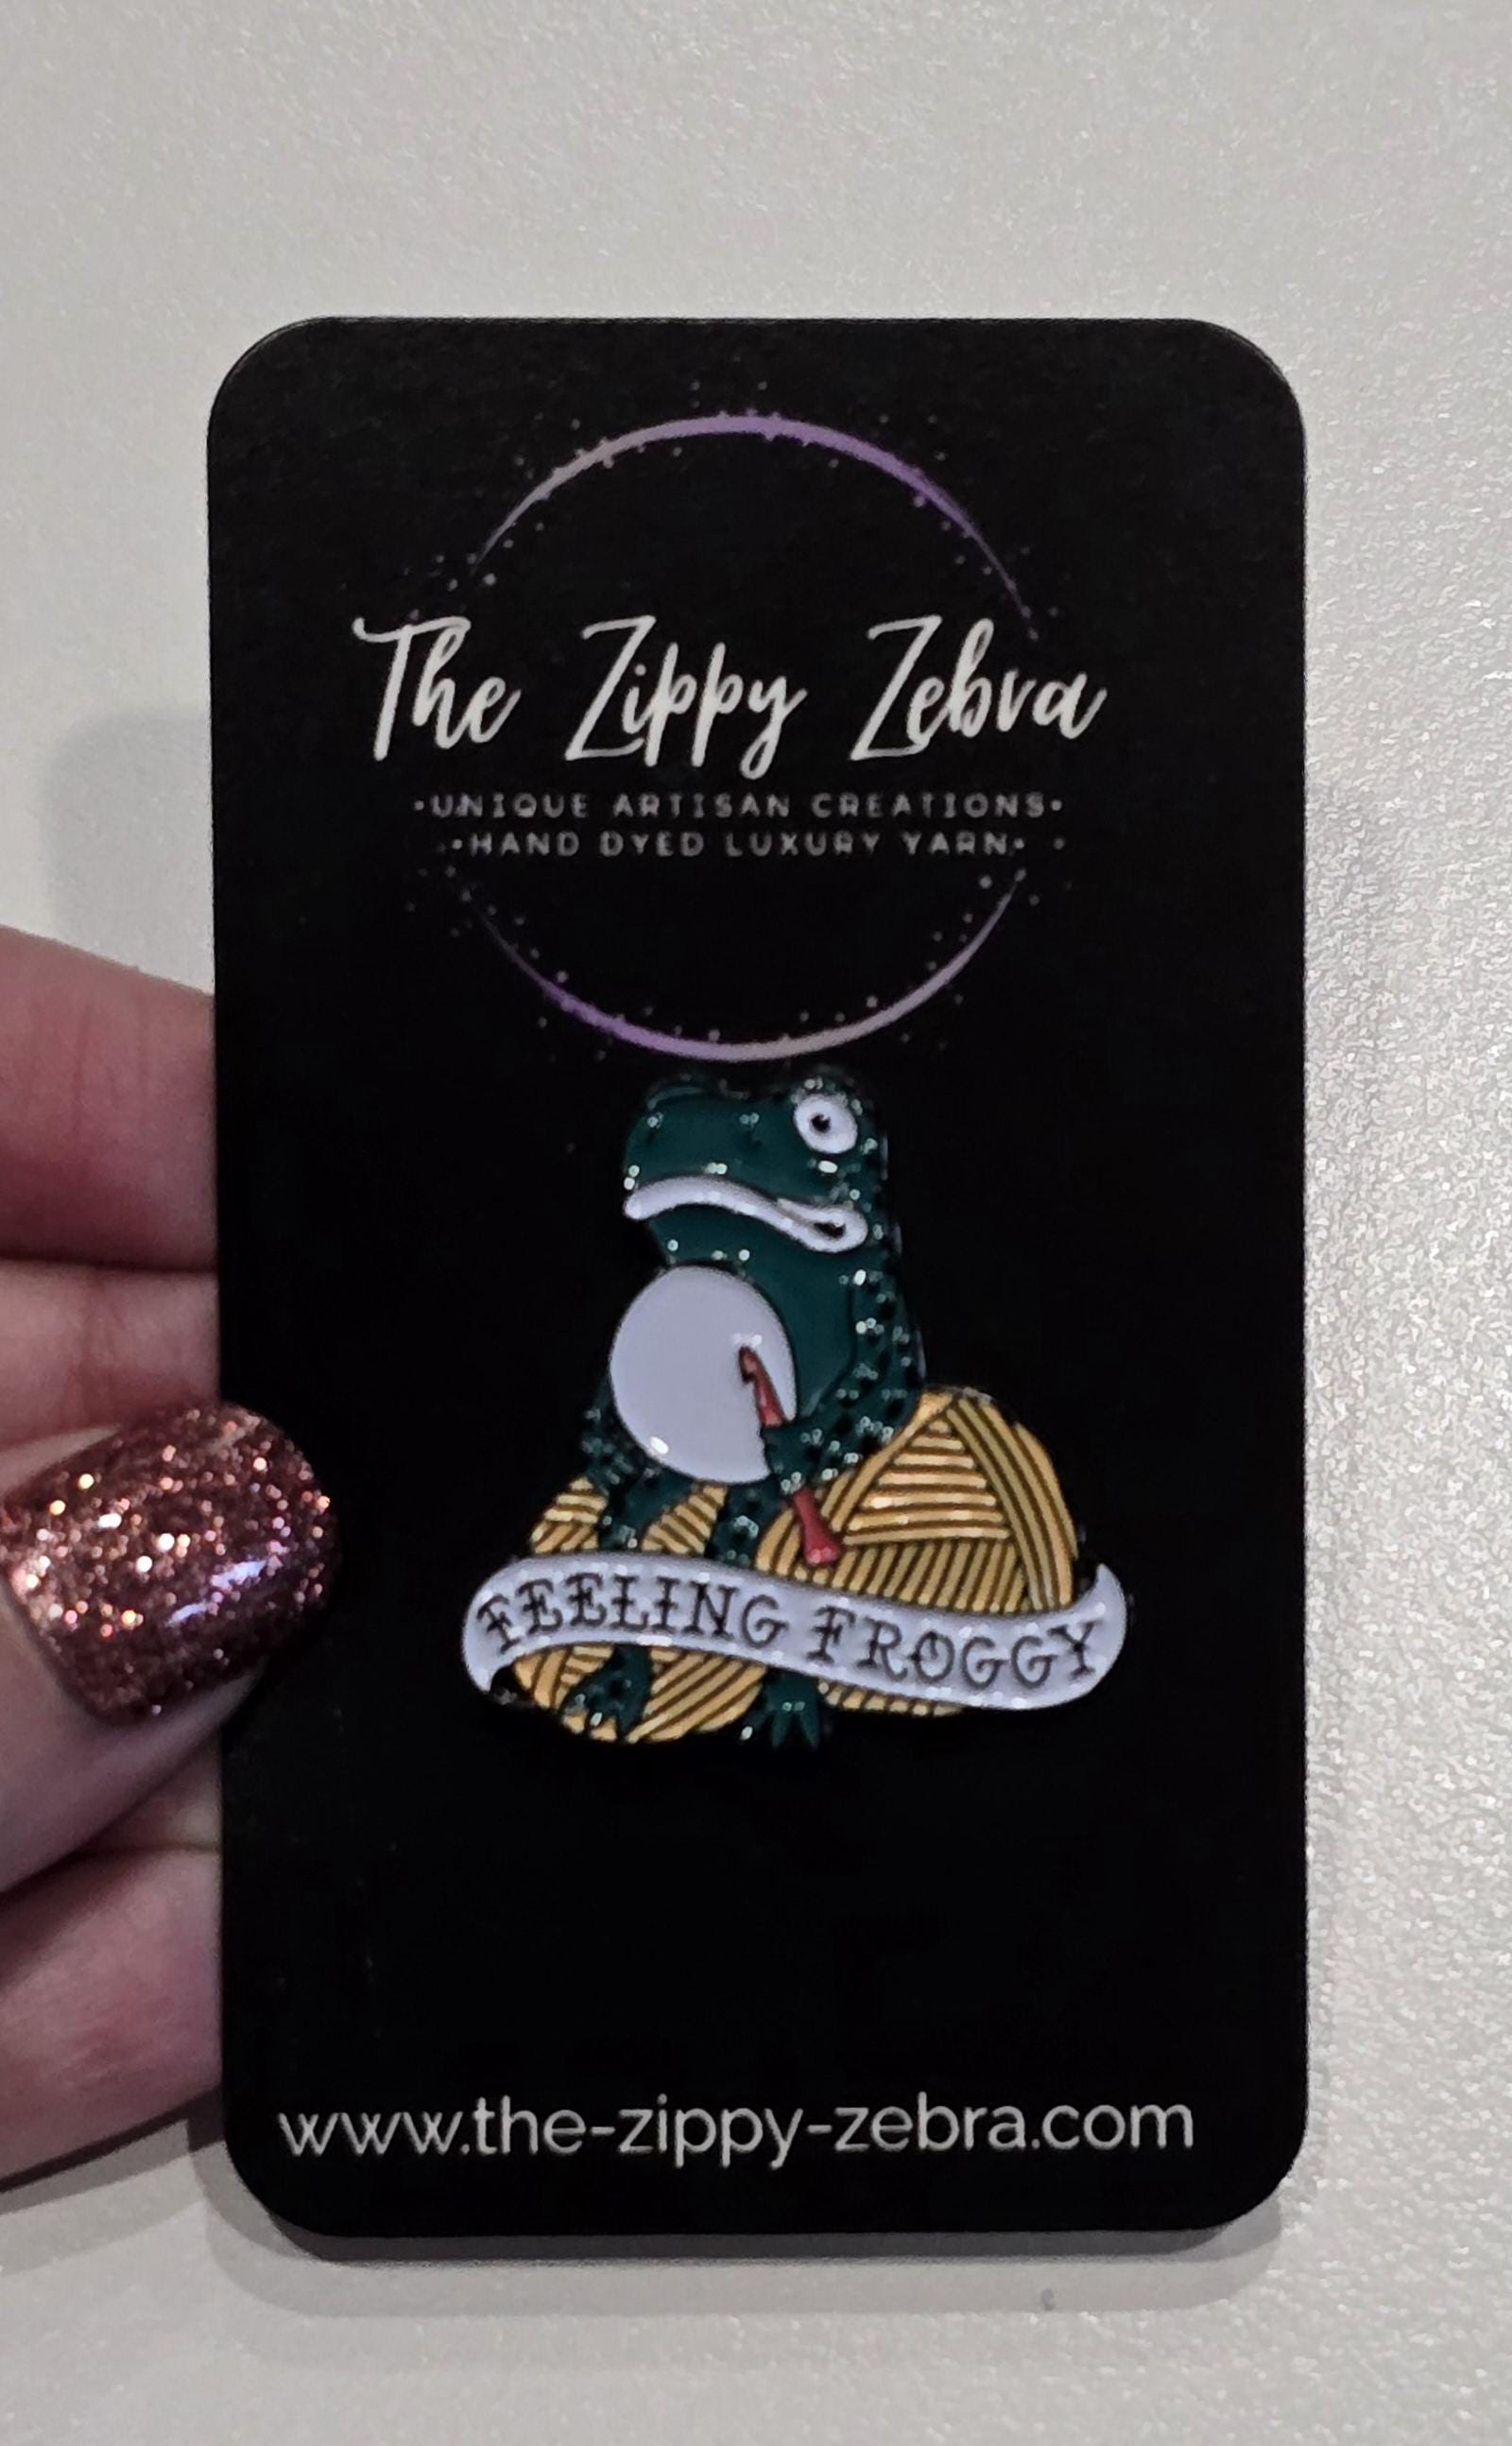 The Zippy Zebra
•UNIQUE ARTISAN CREATIONS•
•HAND DYED LUXURY YARN•
FEELING FROGGY
www.the-zippy-zebra.com